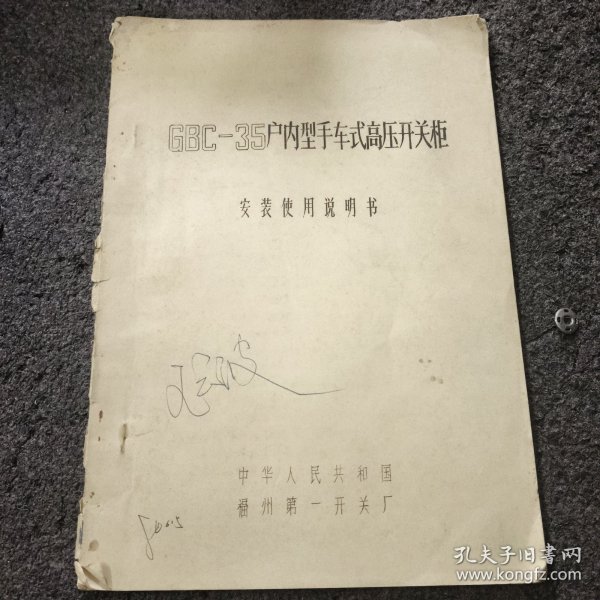 GBC-35户内型手车式高压开关柜
安装使用说明书
中华人民共和国
福州第一开关厂
孔夫子旧书网
www.kongfz.com